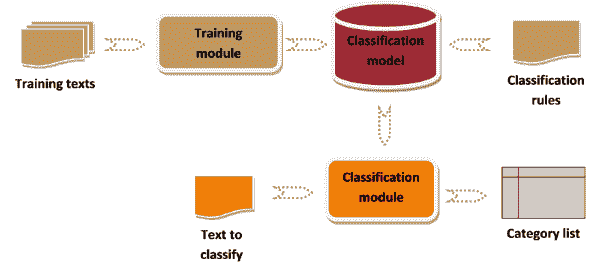 Training texts
Training
module
Classification
model
Classification
rules
Text to
classify
Classification
module
Category list